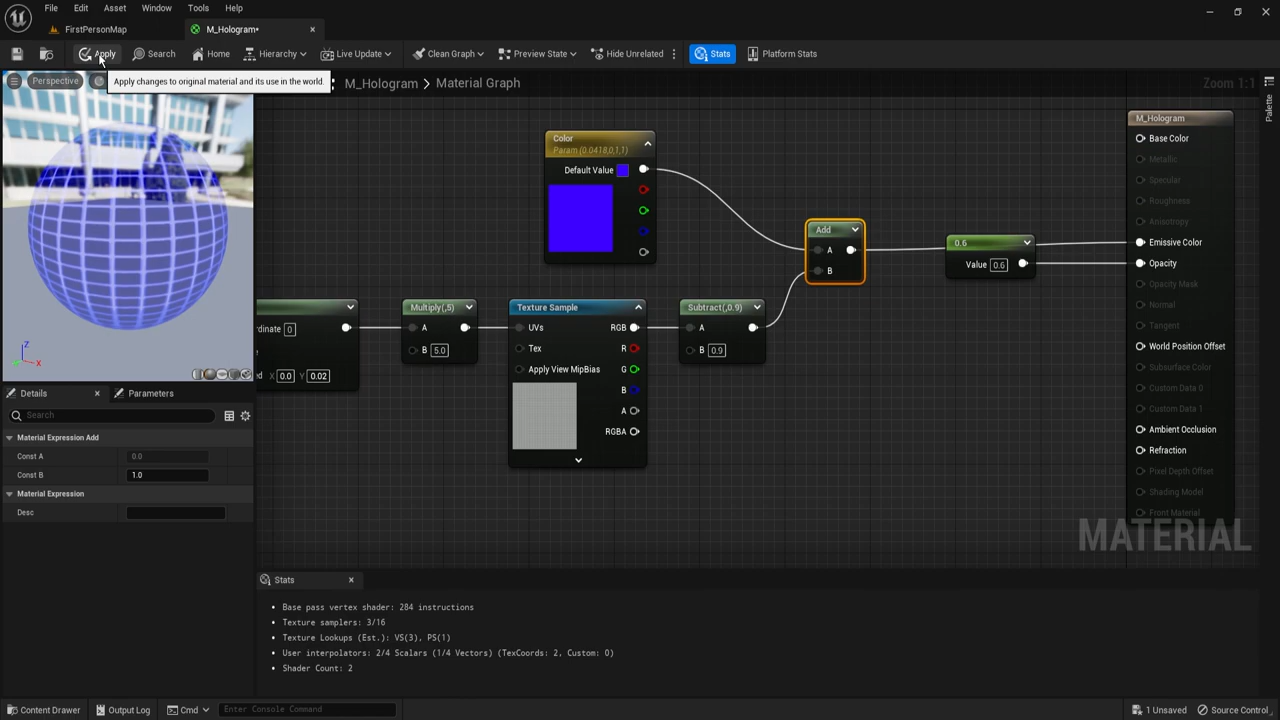 File Edit Asset Window Tools Help
FirstPersonMap M_Hologram•
Apply Search Home Hierarchy Live Update Clean Graph Preview State Hide Unrelated Stats Platform Stats
Perspective
Apply changes to original material and its use in the world.
M_Hologram > Material Graph
Zoom 1:1
Palette
Color
Param (0.0418,0,1,1)
Default Value
Add
A
B
0.6
Value 0.6
M_Hologram
Base Color
Metallic
Specular
Roughness
Anisotropy
Emissive Color
Opacity
Opacity Mask
Normal
Tangent
World Position Offset
Subsurface Color
Custom Data 0
Custom Data 1
Ambient Occlusion
Refraction
Pixel Depth Offset
Shading Model
Front Material
rdinate 0
e
ed X 0.0 Y 0.02
Multiply(,5)
A
B 5.0
Texture Sample
UVs RGB
Tex R
Apply View MipBias G
B
A
RGBA
Subtract(,0.9)
A
B 0.9
MATERIAL
Z
X
Details Parameters
Search
Material Expression Add
Const A 0.0
Const B 1.0
Material Expression
Desc
Stats
Base pass vertex shader: 284 instructions
Texture samplers: 3/16
Texture Lookups (Est.): VS(3), PS(1)
User interpolators: 2/4 Scalars (1/4 Vectors) (TexCoords: 2, Custom: 0)
Shader Count: 2
Content Drawer Output Log Cmd Enter Console Command 1 Unsaved Source Control